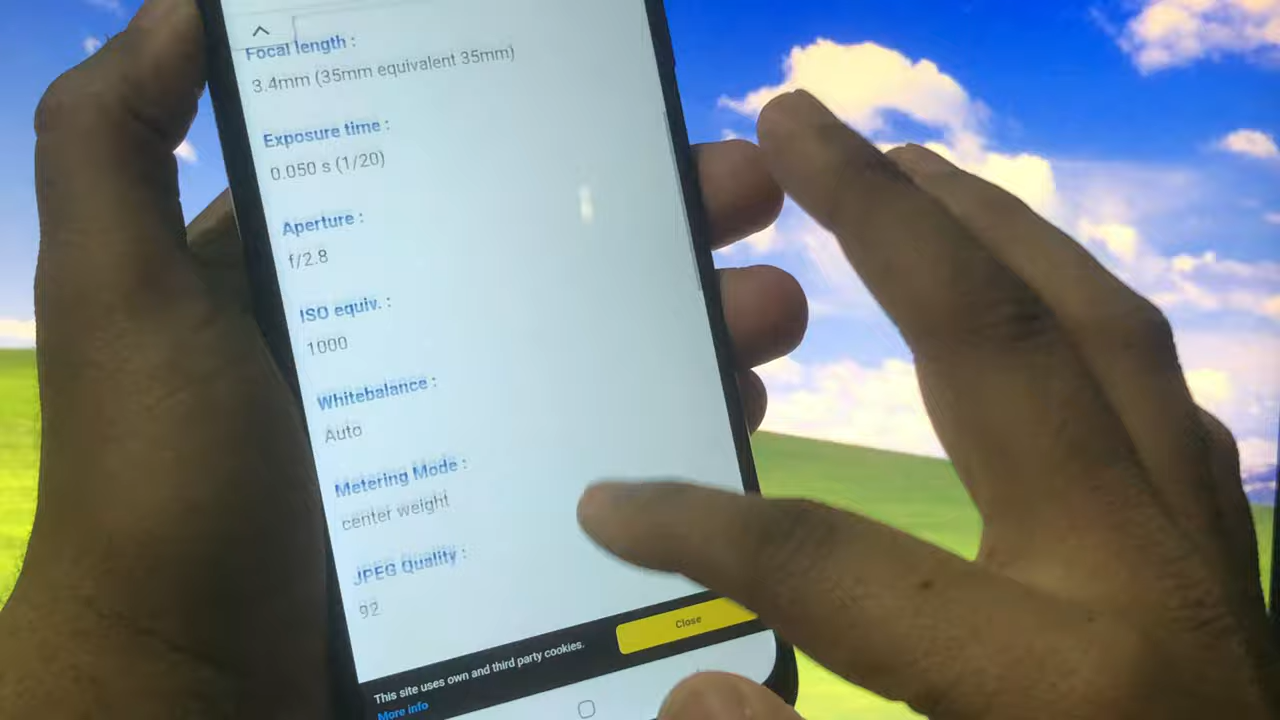 Focal length :
3.4mm (35mm equivalent 35mm)
Exposure time :
0.050 s (1/20)
Aperture :
f/2.8
ISO equiv. :
1000
Whitebalance :
Auto
Metering Mode :
center weight
JPEG Quality :
92
This site uses own and third party cookies.
More info
Close